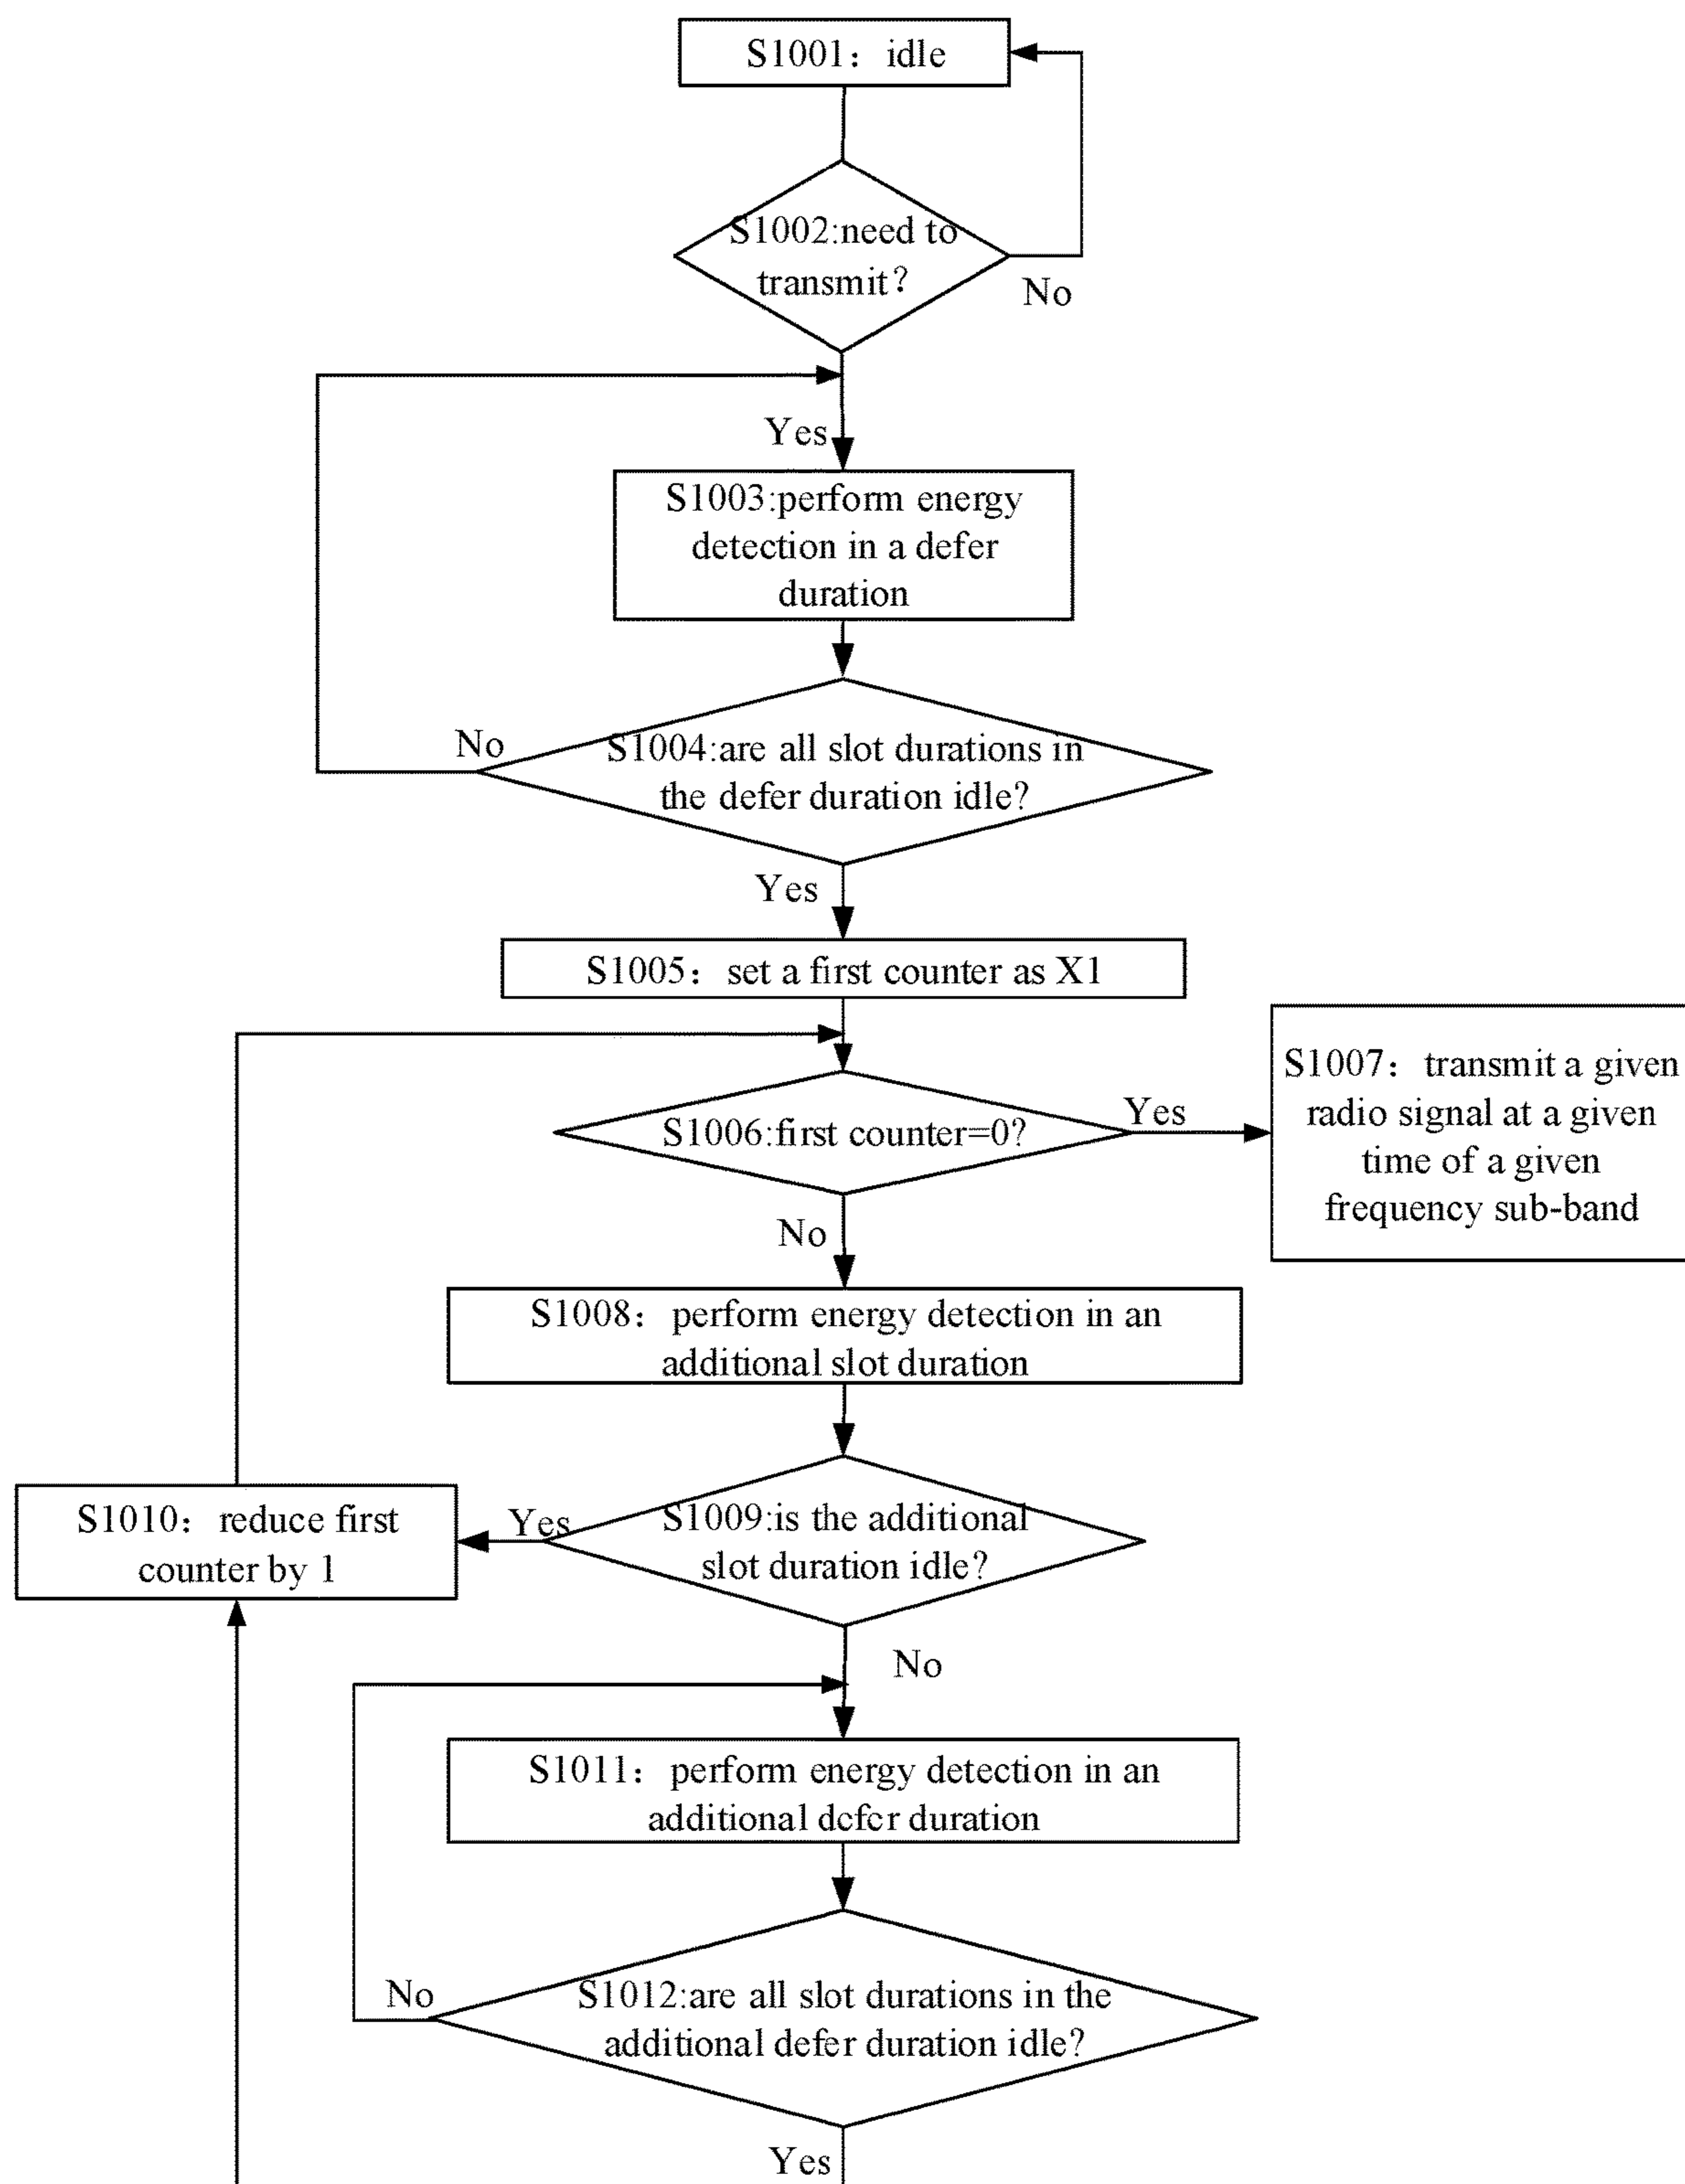 S1001：idle
S1002:need to
transmit?
No
Yes
S1003:perform energy
detection in a defer
duration
No
S1004:are all slot durations in
the defer duration idle?
Yes
S1005：set a first counter as X1
S1006:first counter=0?
Yes
S1007：transmit a given
radio signal at a given
time of a given
frequency sub-band
No
S1008：perform energy detection in an
additional slot duration
S1010：reduce first
counter by 1
Yes
S1009:is the additional
slot duration idle?
No
S1011：perform energy detection in an
additional defer duration
No
S1012:are all slot durations in the
additional defer duration idle?
Yes